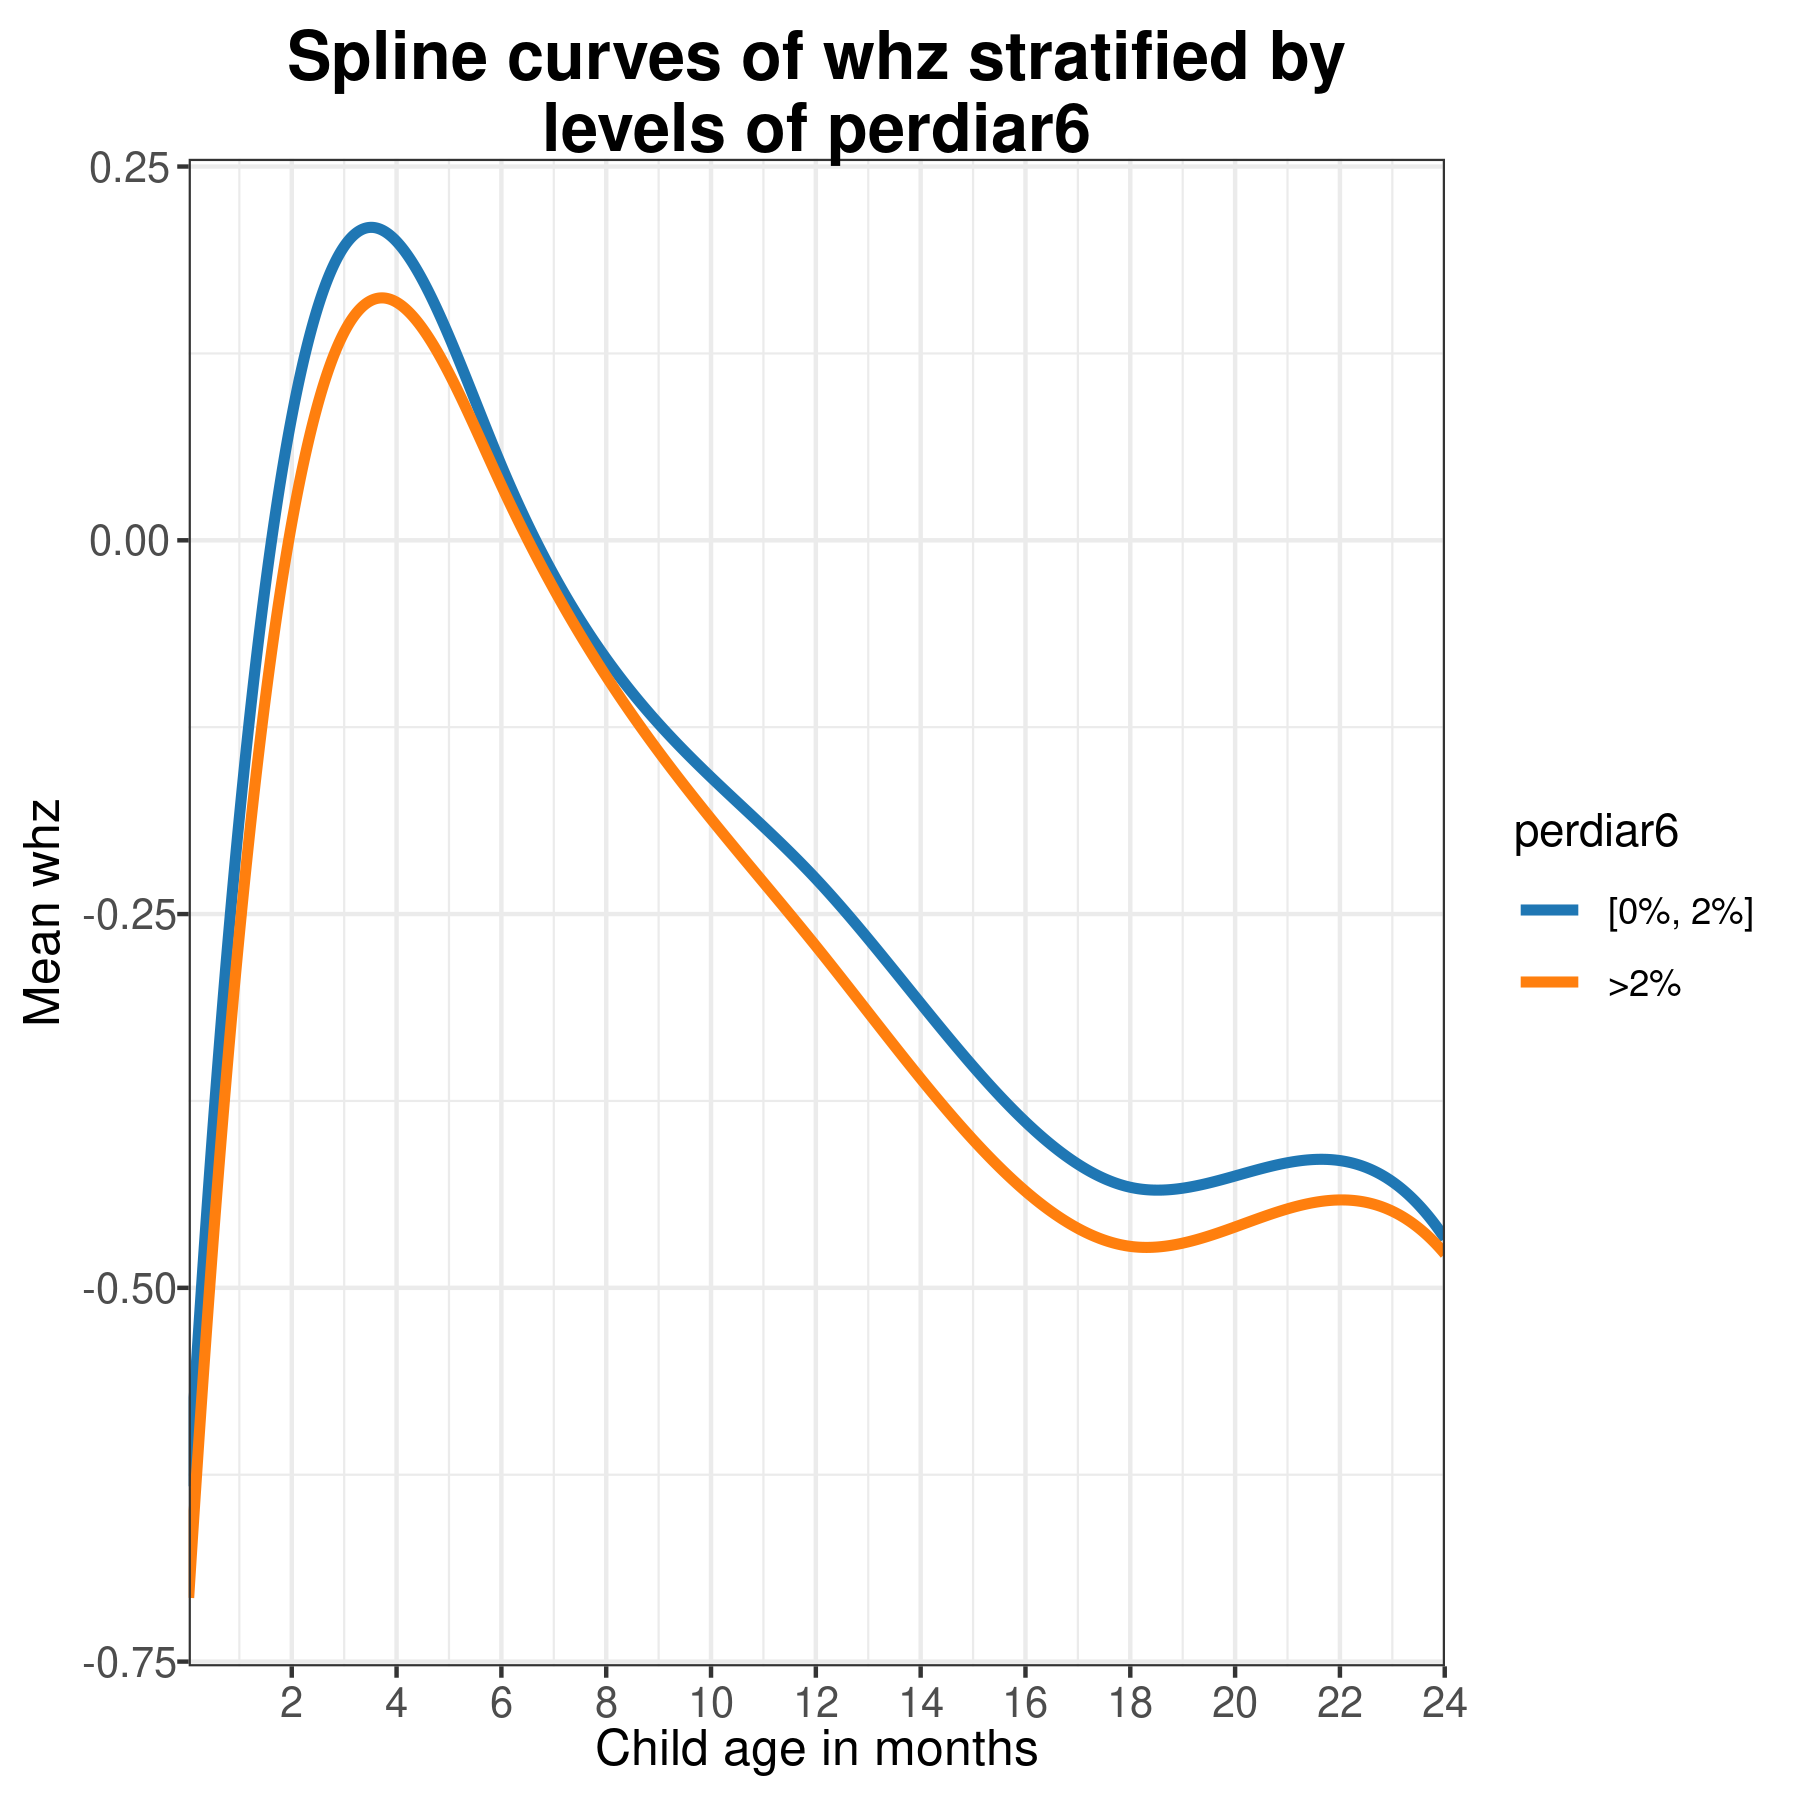 Spline curves of whz stratified by
levels of perdiar6
0.25
0.00
-0.25
-0.50
-0.75
Mean whz
2 4 6 8 10 12 14 16 18 20 22 24
Child age in months
perdiar6
[0%, 2%]
>2%